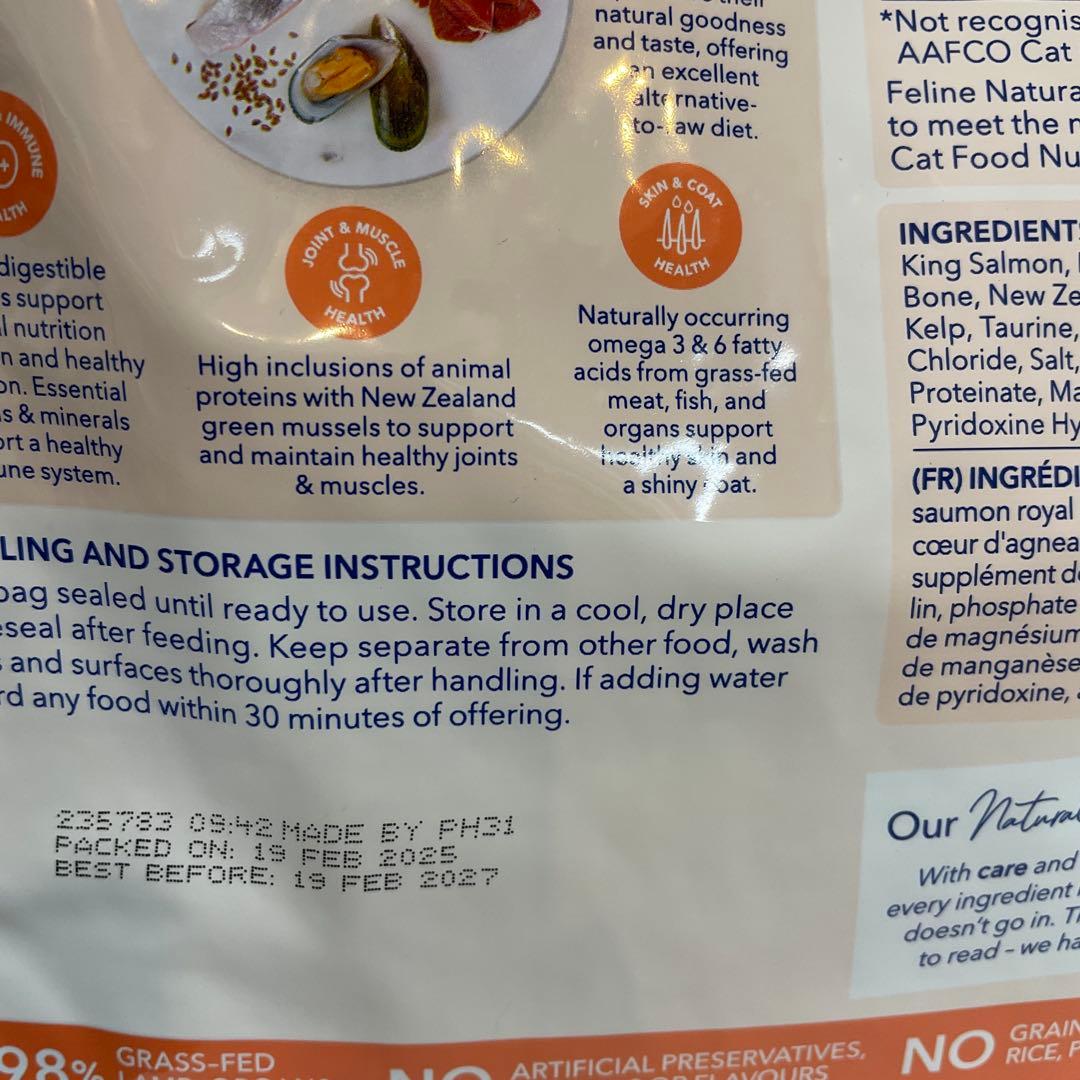 natural goodness
and taste, offering
an excellent
alternative-
diet.
*Not recognis
AAFCO Cat
Feline Natura
to meet the
Cat Food Nu
IMMUNE
LTH
digestible
s support
l nutrition
n and healthy
on. Essential
s & minerals
ort a healthy
une system.
JOINT & MUSCLE
HEALTH
High inclusions of animal
proteins with New Zealand
green mussels to support
and maintain healthy joints
& muscles.
SKIN & COAT
HEALTH
Naturally occurring
omega 3 & 6 fatty
acids from grass-fed
meat, fish, and
organs support
healthy skin and
a shiny coat.
INGREDIENTS
King Salmon,
Bone, New Ze
Kelp, Taurine,
Chloride, Salt,
Proteinate, Ma
Pyridoxine Hy
(FR) INGRÉDI
saumon royal
cœur d'agnea
supplément de
lin, phosphate
de magnésium
de manganèse
de pyridoxine,
LING AND STORAGE INSTRUCTIONS
bag sealed until ready to use. Store in a cool, dry place
eseal after feeding. Keep separate from other food, wash
s and surfaces thoroughly after handling. If adding water
rd any food within 30 minutes of offering.
235783 09:42 MADE BY PH31
PACKED ON: 19 FEB 2025
BEST BEFORE: 19 FEB 2027
Our Natura
With care and
every ingredient
doesn't go in. T
to read – we ha
98% GRASS-FED
NO ARTIFICIAL PRESERVATIVES,
FLAVOURS
NO GRAIN
RICE, P